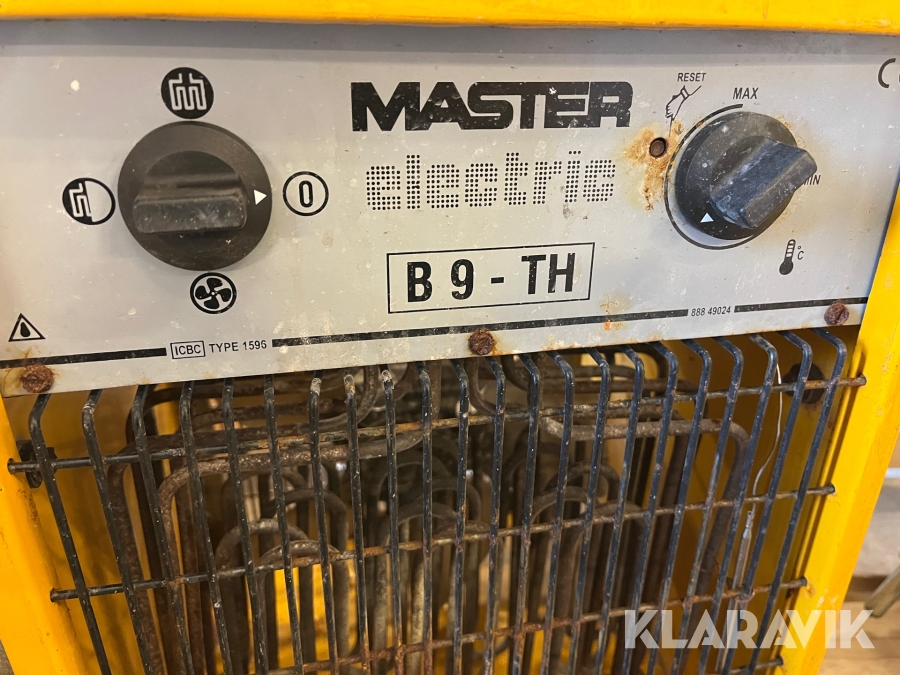 RESET
MAX
MASTER
electric
MIN
0
B 9 - TH
°C
888 49024
ICBC TYPE 1596
KLARAVIK